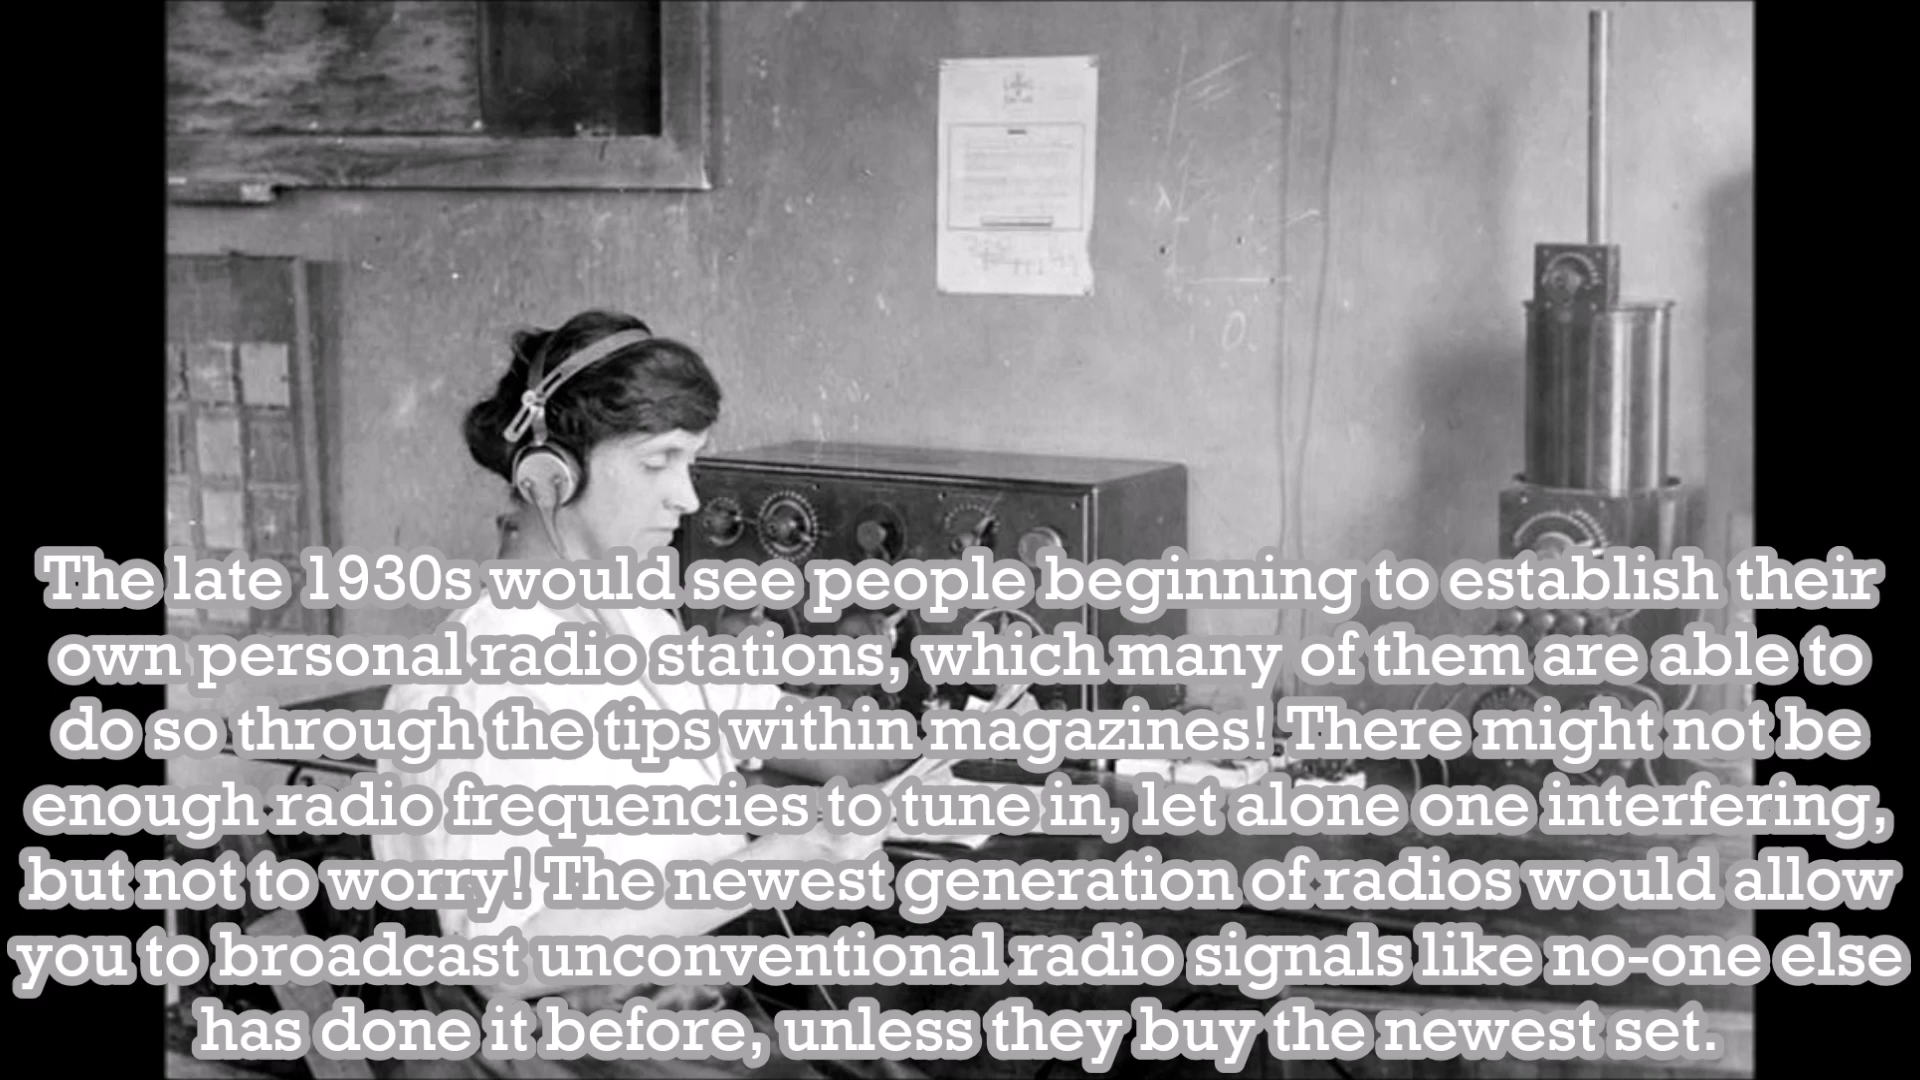 The late 1930s would see people beginning to establish their
own personal radio stations, which many of them are able to
do so through the tips within magazines! There might not be
enough radio frequencies to tune in, let alone one interfering,
but not to worry! The newest generation of radios would allow
you to broadcast unconventional radio signals like no-one else
has done it before, unless they buy the newest set.